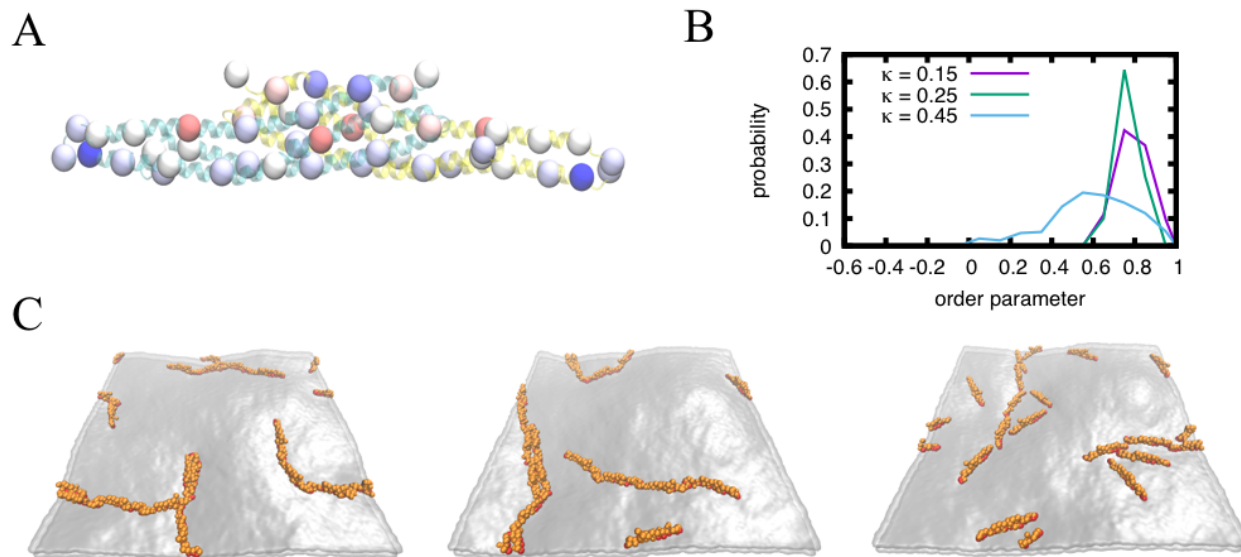 A
B
0.7
0.6
0.5
0.4
0.3
0.2
0.1
0
κ = 0.15
κ = 0.25
κ = 0.45
probability
-0.6 -0.4 -0.2 0 0.2 0.4 0.6 0.8 1
order parameter
C